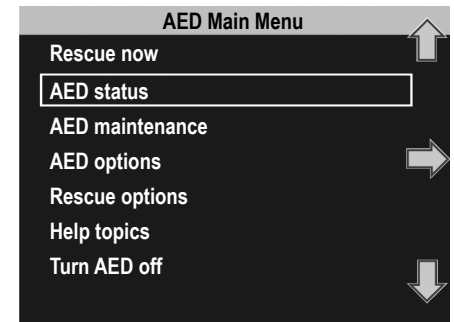 AED Main Menu
Rescue now
AED status
AED maintenance
AED options
Rescue options
Help topics
Turn AED off